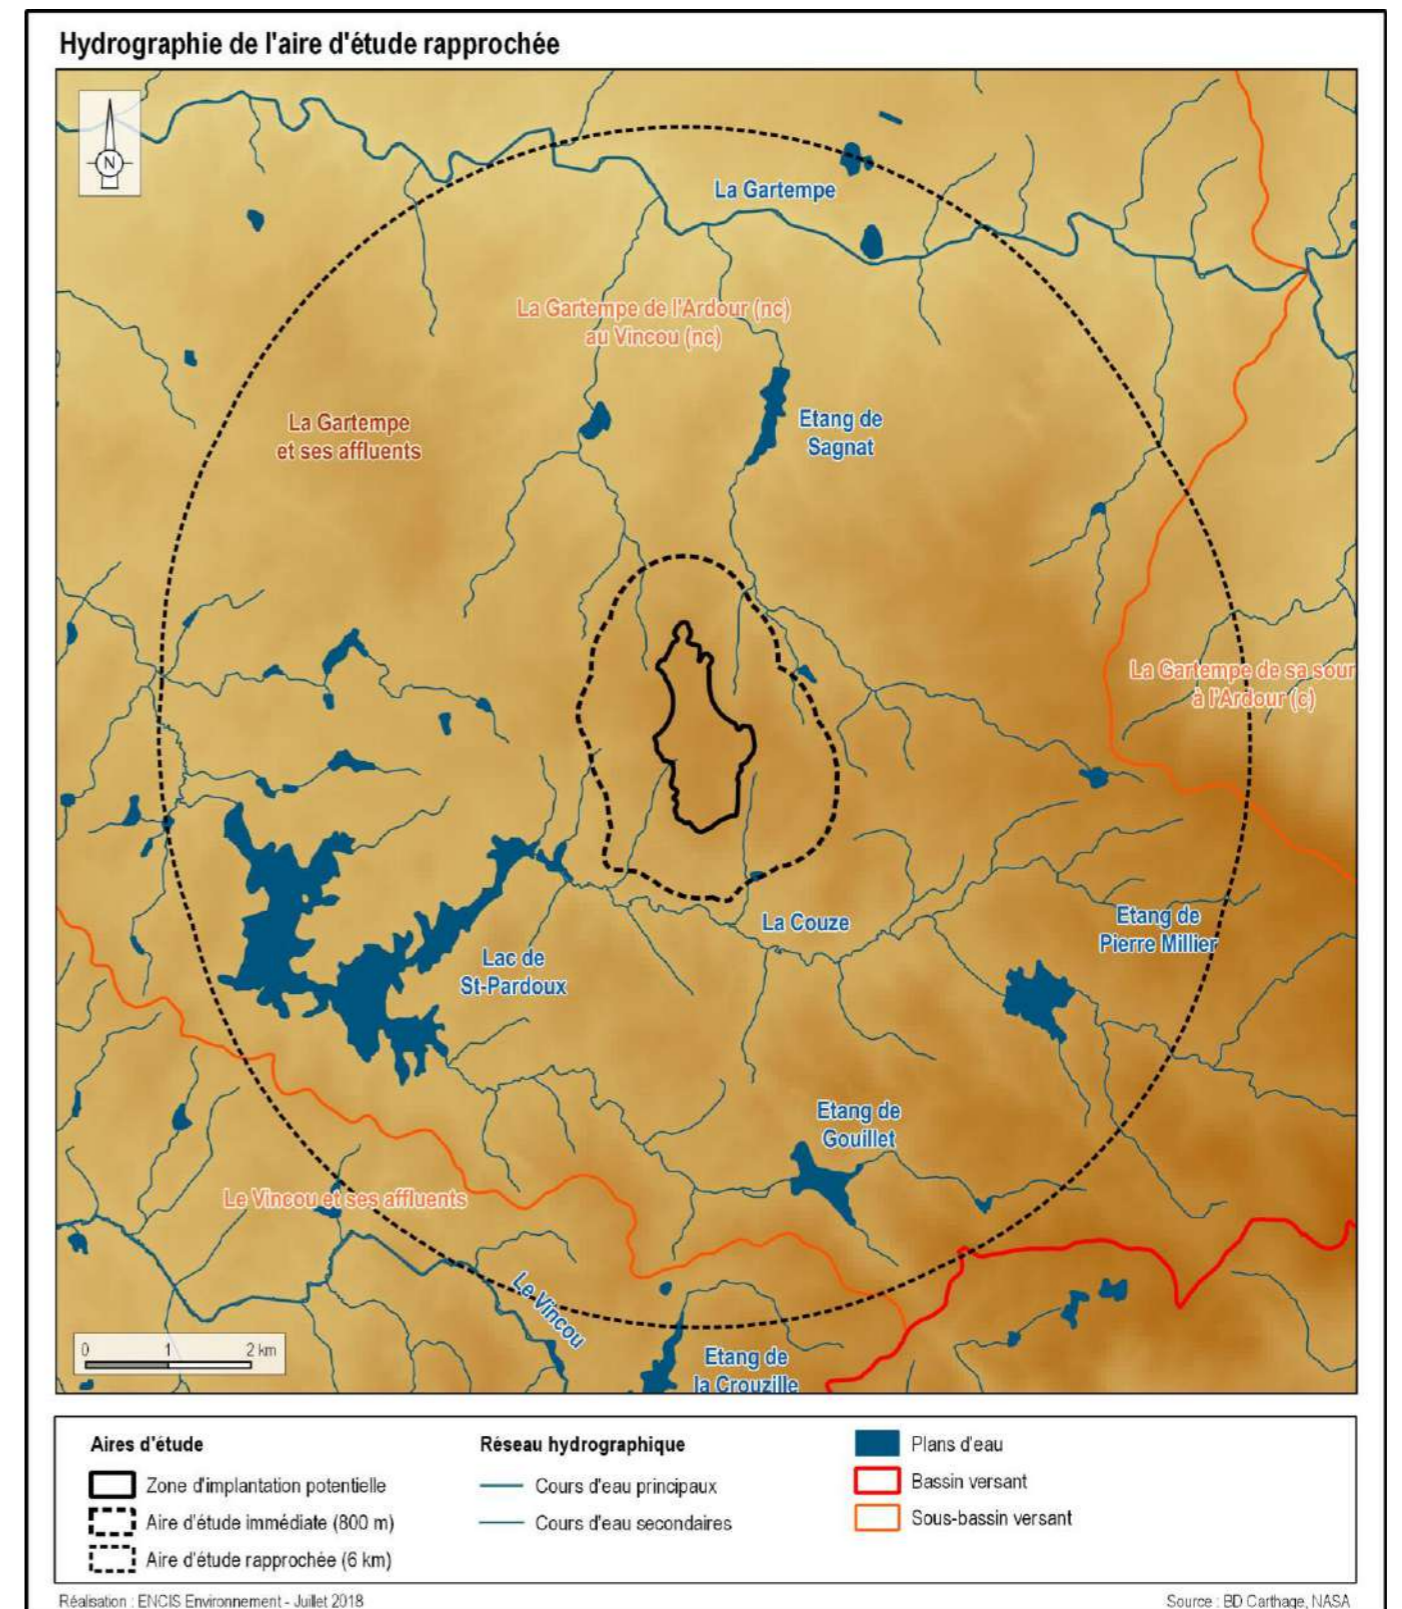 Hydrographie de l'aire d'étude rapprochée
N
La Gartempe
La Gartempe de l'Ardour (nc)
au Vincou (nc)
La Gartempe
et ses affluents
Etang de
Sagnat
La Gartempe de sa sour
à l'Ardour (c)
La Couze
Etang de
Pierre Millier
Lac de
St-Pardoux
Etang de
Gouillet
Le Vincou et ses affluents
Le Vincou
Etang de
la Crouzille
0 1 2 km
Aires d'étude
Zone d'implantation potentielle
Aire d'étude immédiate (800 m)
Aire d'étude rapprochée (6 km)
Réseau hydrographique
Cours d'eau principaux
Cours d'eau secondaires
Plans d'eau
Bassin versant
Sous-bassin versant
Réalisation : ENCIS Environnement - Juillet 2018
Source : BD Carthage, NASA